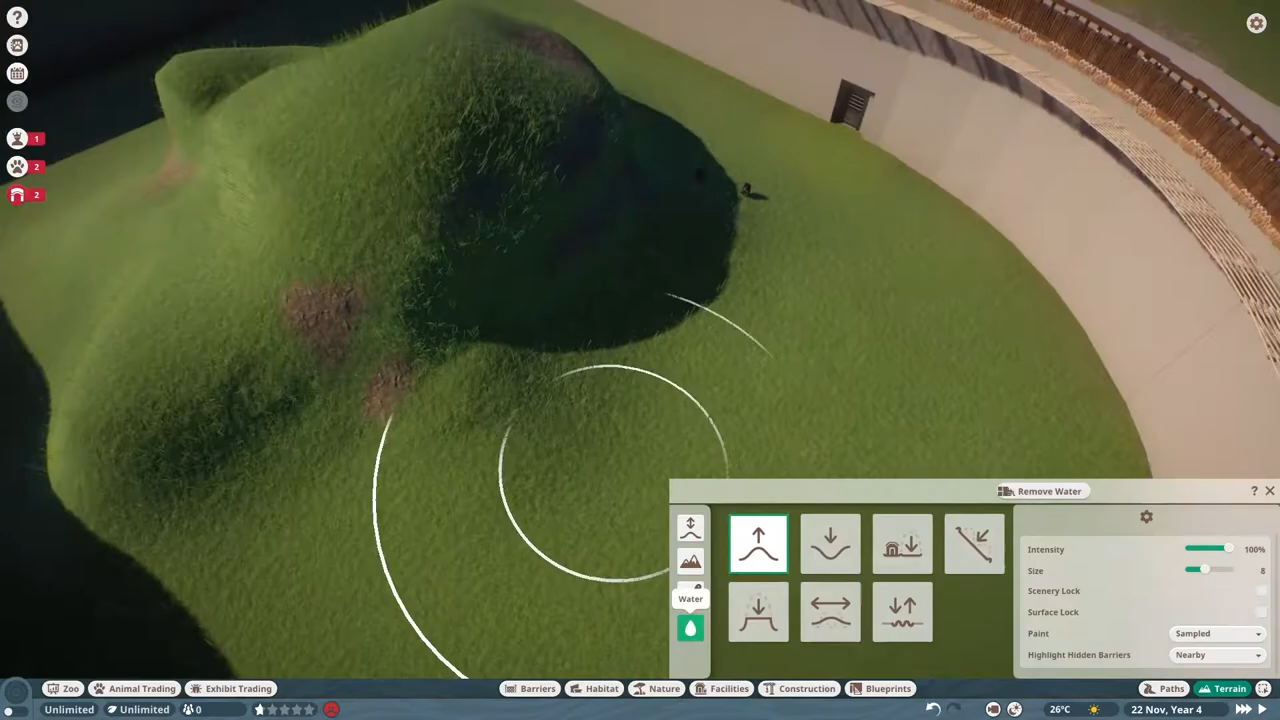 ?
1
2
2
Remove Water
?
Intensity 100%
Size 8
Scenery Lock
Surface Lock
Paint Sampled
Highlight Hidden Barriers Nearby
Water
Zoo Animal Trading Exhibit Trading Barriers Habitat Nature Facilities Construction Blueprints Paths Terrain
Unlimited Unlimited 0 26°C 22 Nov, Year 4